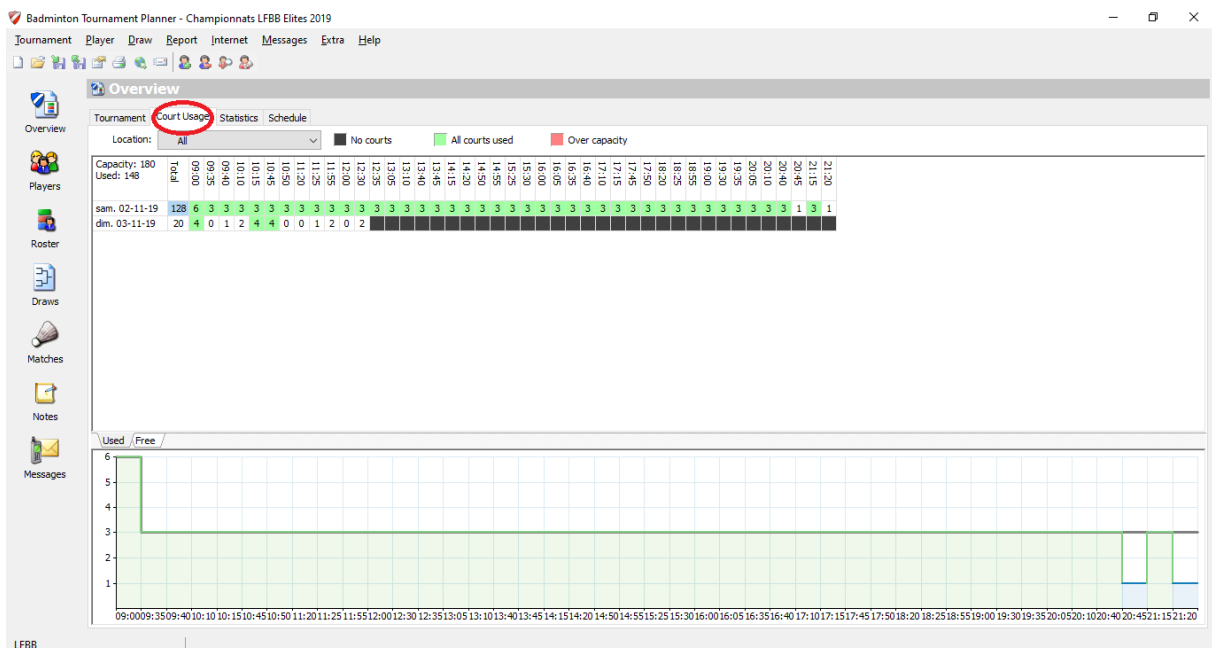 Badminton Tournament Planner - Championnats LFBB Elites 2019
Tournament Player Draw Report Internet Messages Extra Help
Overview
Tournament Court Usage Statistics Schedule
Location: All No courts All courts used Over capacity
Capacity: 180
Used: 148
Total 09:00 09:35 09:40 10:10 10:15 10:45 10:50 11:20 11:25 11:55 12:00 12:30 12:35 13:05 13:10 13:40 13:45 14:15 14:20 14:50 14:55 15:25 15:30 16:00 16:05 16:35 16:40 17:10 17:15 17:45 17:50 18:20 18:25 18:55 19:00 19:30 19:35 20:05 20:10 20:40 20:45 21:15 21:20
sam. 02-11-19 128 6 3 3 3 3 3 3 3 3 3 3 3 3 3 3 3 3 3 3 3 3 3 3 3 3 3 3 3 3 3 3 3 3 3 3 3 3 3 3 3 1 3 1
dim. 03-11-19 20 4 0 1 2 4 4 0 0 1 2 0 2
Overview
Players
Roster
Draws
Matches
Notes
Messages
Used Free
6
5
4
3
2
1
09:00 09:35 09:40 10:10 10:15 10:45 10:50 11:20 11:25 11:55 12:00 12:30 12:35 13:05 13:10 13:40 13:45 14:15 14:20 14:50 14:55 15:25 15:30 16:00 16:05 16:35 16:40 17:10 17:15 17:45 17:50 18:20 18:25 18:55 19:00 19:30 19:35 20:05 20:10 20:40 20:45 21:15 21:20
LFBB